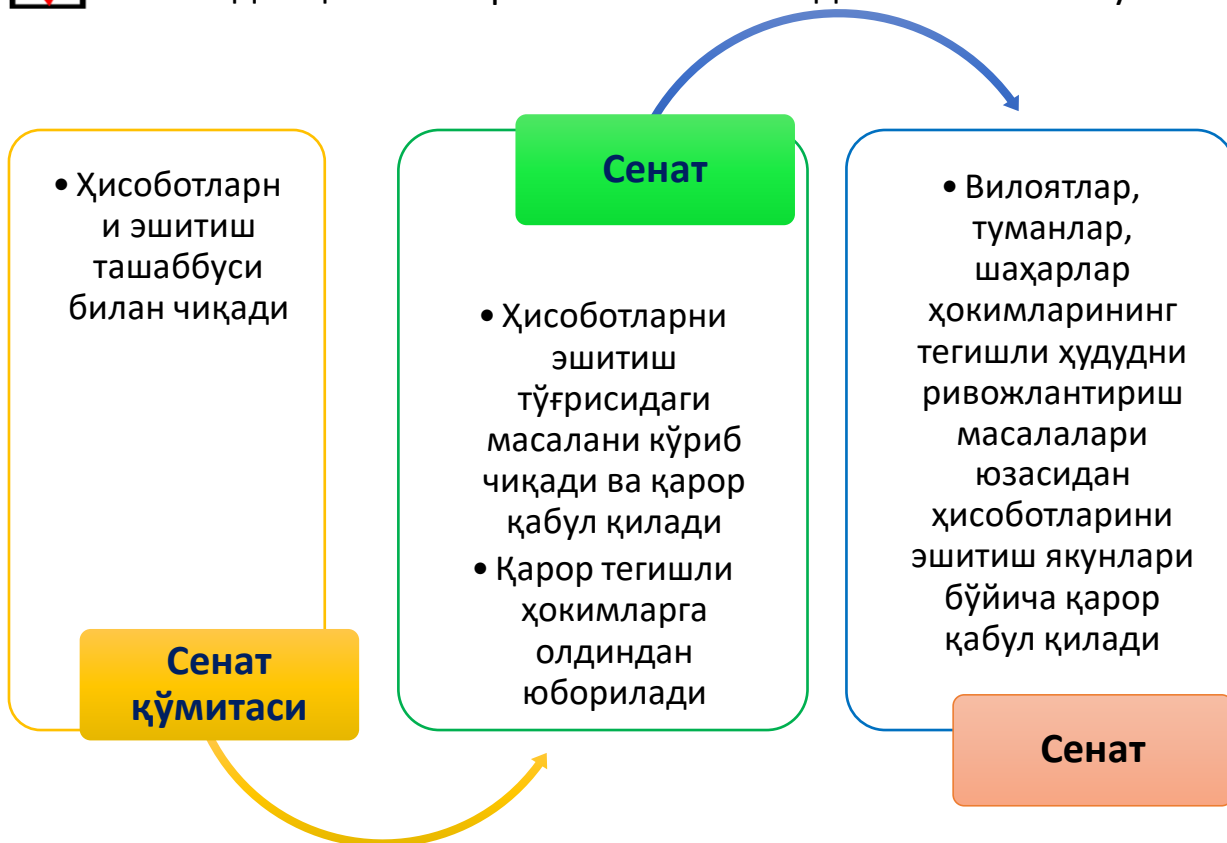 • Ҳисоботларн
и эшитиш
ташаббуси
билан чиқади
Сенат
қўмитаси
Сенат
• Ҳисоботларни
эшитиш
тўғрисидаги
масалани кўриб
чиқади ва қарор
қабул қилади
• Қарор тегишли
ҳокимларга
олдиндан
юборилади
• Вилоятлар,
туманлар,
шаҳарлар
ҳокимларининг
тегишли ҳудудни
ривожлантириш
масалалари
юзасидан
ҳисоботларини
эшитиш якунлари
бўйича қарор
қабул қилади
Сенат